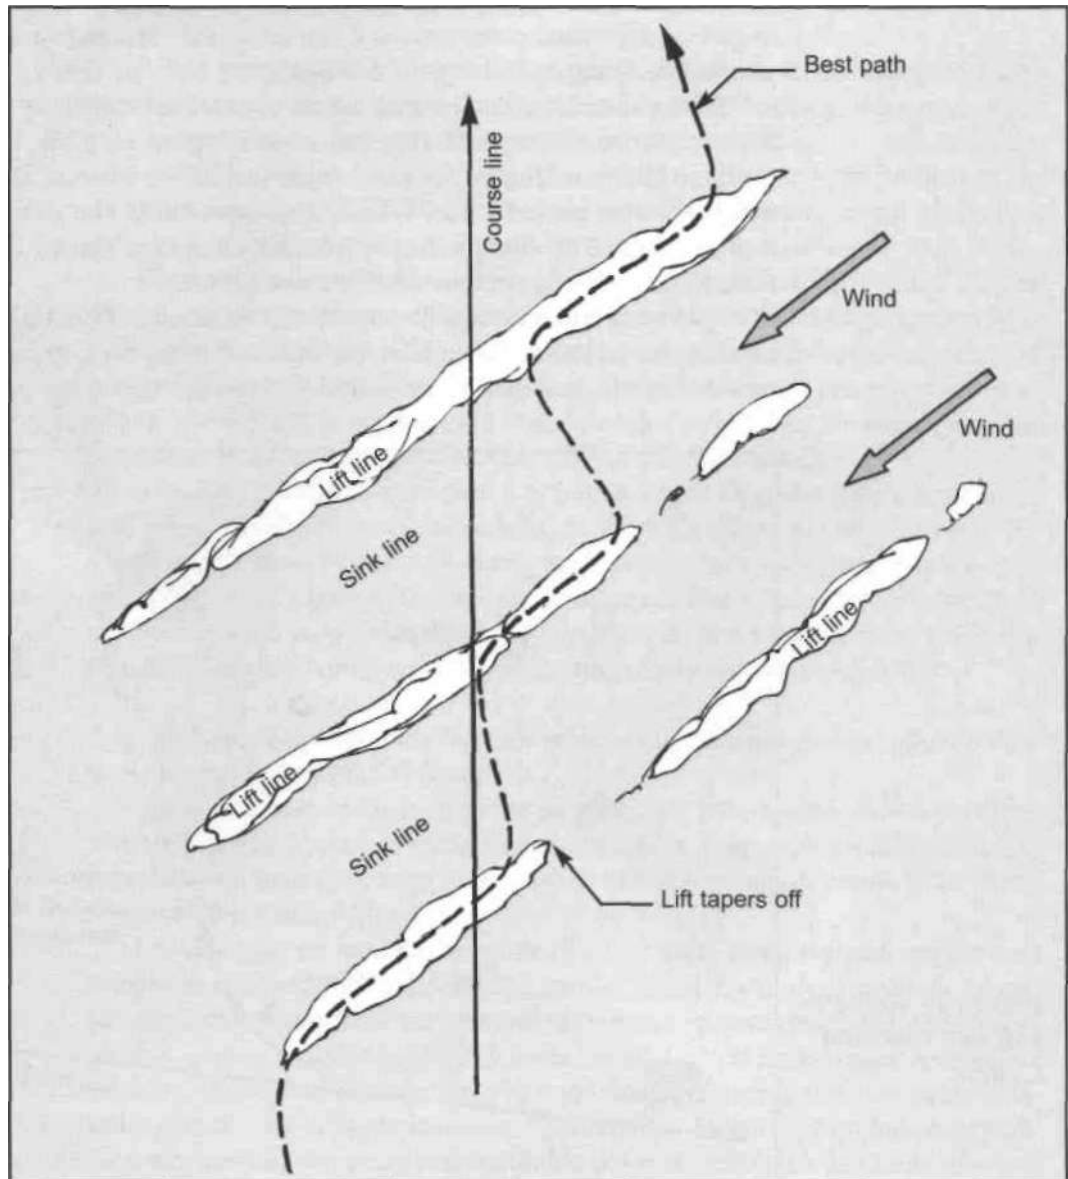 Best path
Course line
Wind
Wind
Lift line
Sink line
Lift line
Lift line
Sink line
Lift tapers off